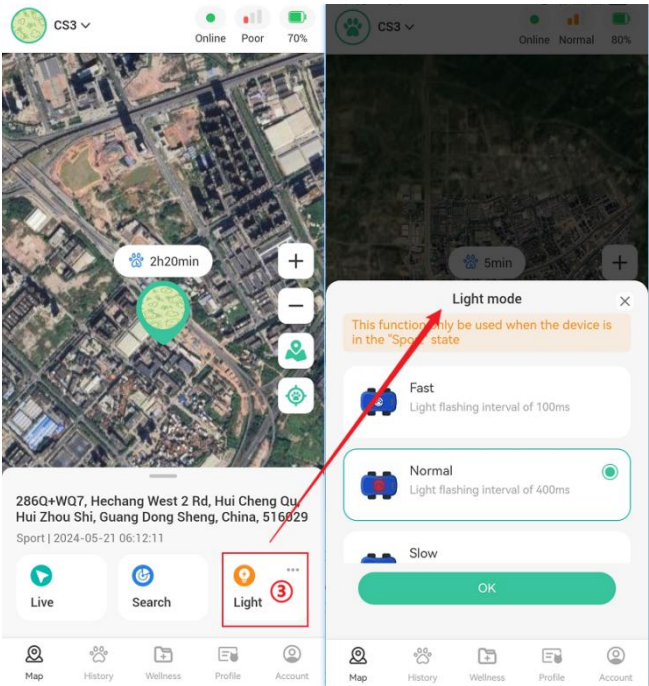 CS3
Online Poor 70%
2h20min
+
−
286Q+WQ7, Hechang West 2 Rd, Hui Cheng Qu,
Hui Zhou Shi, Guang Dong Sheng, China, 516029
Sport | 2024-05-21 06:12:11
Live
Search
Light
...
③
Map
History
Wellness
Profile
Account
CS3
Online Normal 80%
5min
+
Light mode
×
This function only be used when the device is
in the "Sport" state
Fast
Light flashing interval of 100ms
Normal
Light flashing interval of 400ms
Slow
OK
Map
History
Wellness
Profile
Account